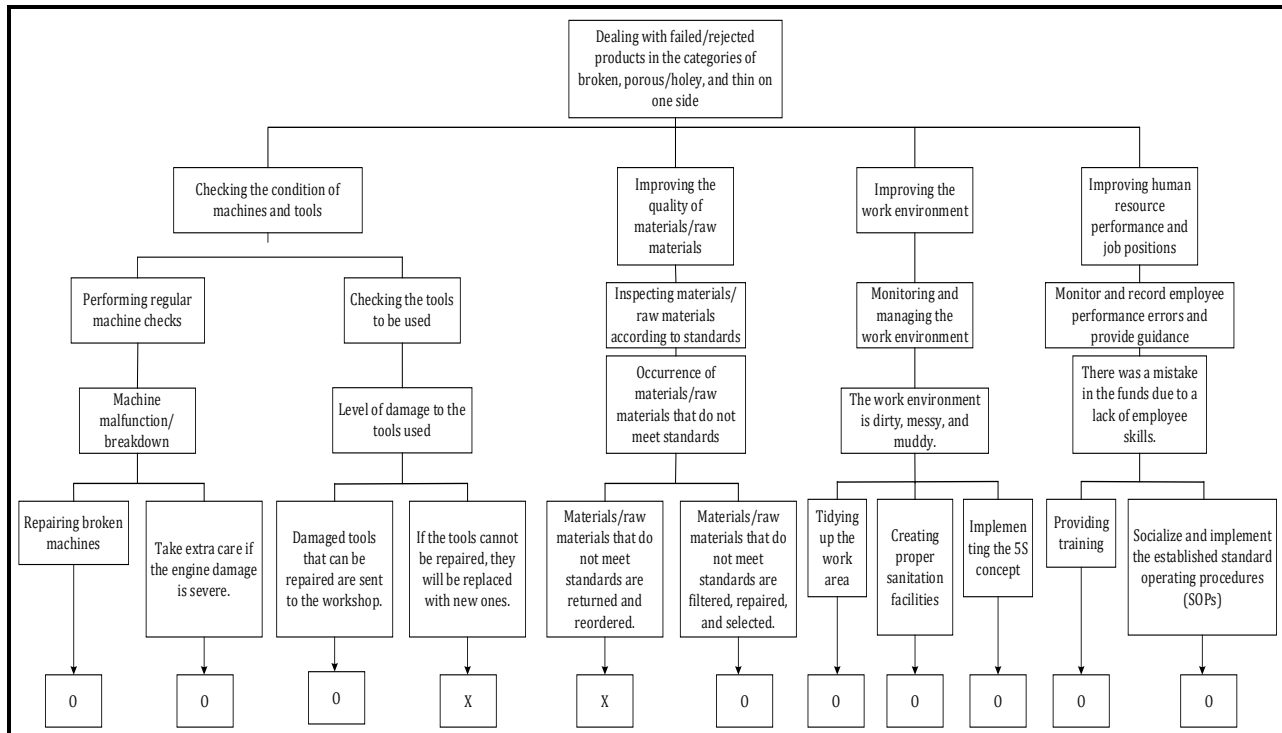 Dealing with failed/rejected
products in the categories of
broken, porous/holey, and thin on
one side
Checking the condition of
machines and tools
Improving the
quality of
materials/raw
materials
Improving the
work environment
Improving human
resource
performance and
job positions
Performing regular
machine checks
Checking the tools
to be used
Inspecting materials/
raw materials
according to standards
Monitoring and
managing the
work environment
Monitor and record employee
performance errors and
provide guidance
Machine
malfunction/
breakdown
Level of damage to the
tools used
Occurrence of
materials/raw
materials that do not
meet standards
The work environment
is dirty, messy, and
muddy.
There was a mistake
in the funds due to a
lack of employee
skills.
Repairing broken
machines
Take extra care if
the engine damage
is severe.
Damaged tools
that can be
repaired are sent
to the workshop.
If the tools cannot
be repaired, they
will be replaced
with new ones.
Materials/raw
materials that do
not meet
standards are
returned and
reordered.
Materials/raw
materials that do
not meet
standards are
filtered, repaired,
and selected.
Tidying
up the
work
area
Creating
proper
sanitation
facilities
Implemen
ting the 5S
concept
Providing
training
Socialize and implement
the established standard
operating procedures
(SOPs)
O
O
O
X
X
O
O
O
O
O
O